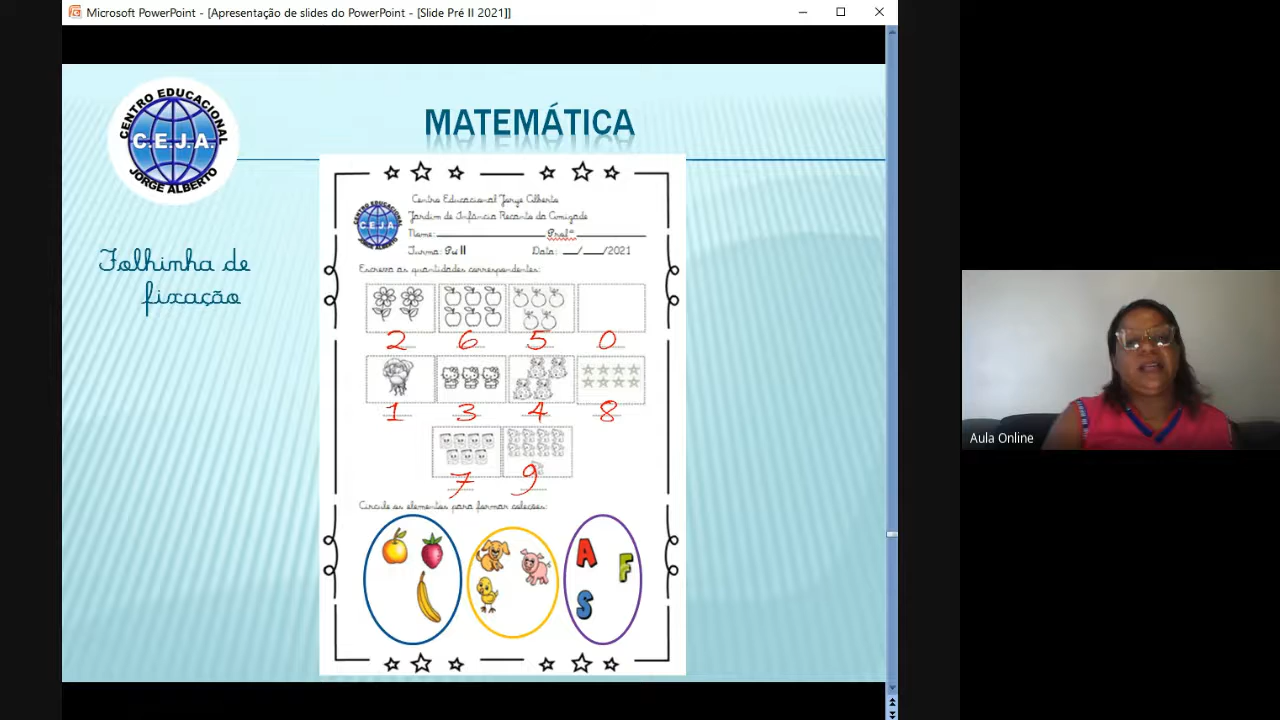 Microsoft PowerPoint - [Apresentação de slides do PowerPoint - [Slide Pré II 2021]]
CENTRO EDUCACIONAL
C.E.J.A.
JORGE ALBERTO
MATEMÁTICA
Folhinha de
fixação
Centro Educacional Jorge Alberto
Jardim de Infância Recanto da Amizade
C.E.J.A.
Nome: Profª
Turma: Pré II Data: __/__/2021
Escreva as quantidades correspondentes:
2 6 5 0
1 3 4 8
7 9
Circule os elementos para formar coleções:
A F
S
Aula Online